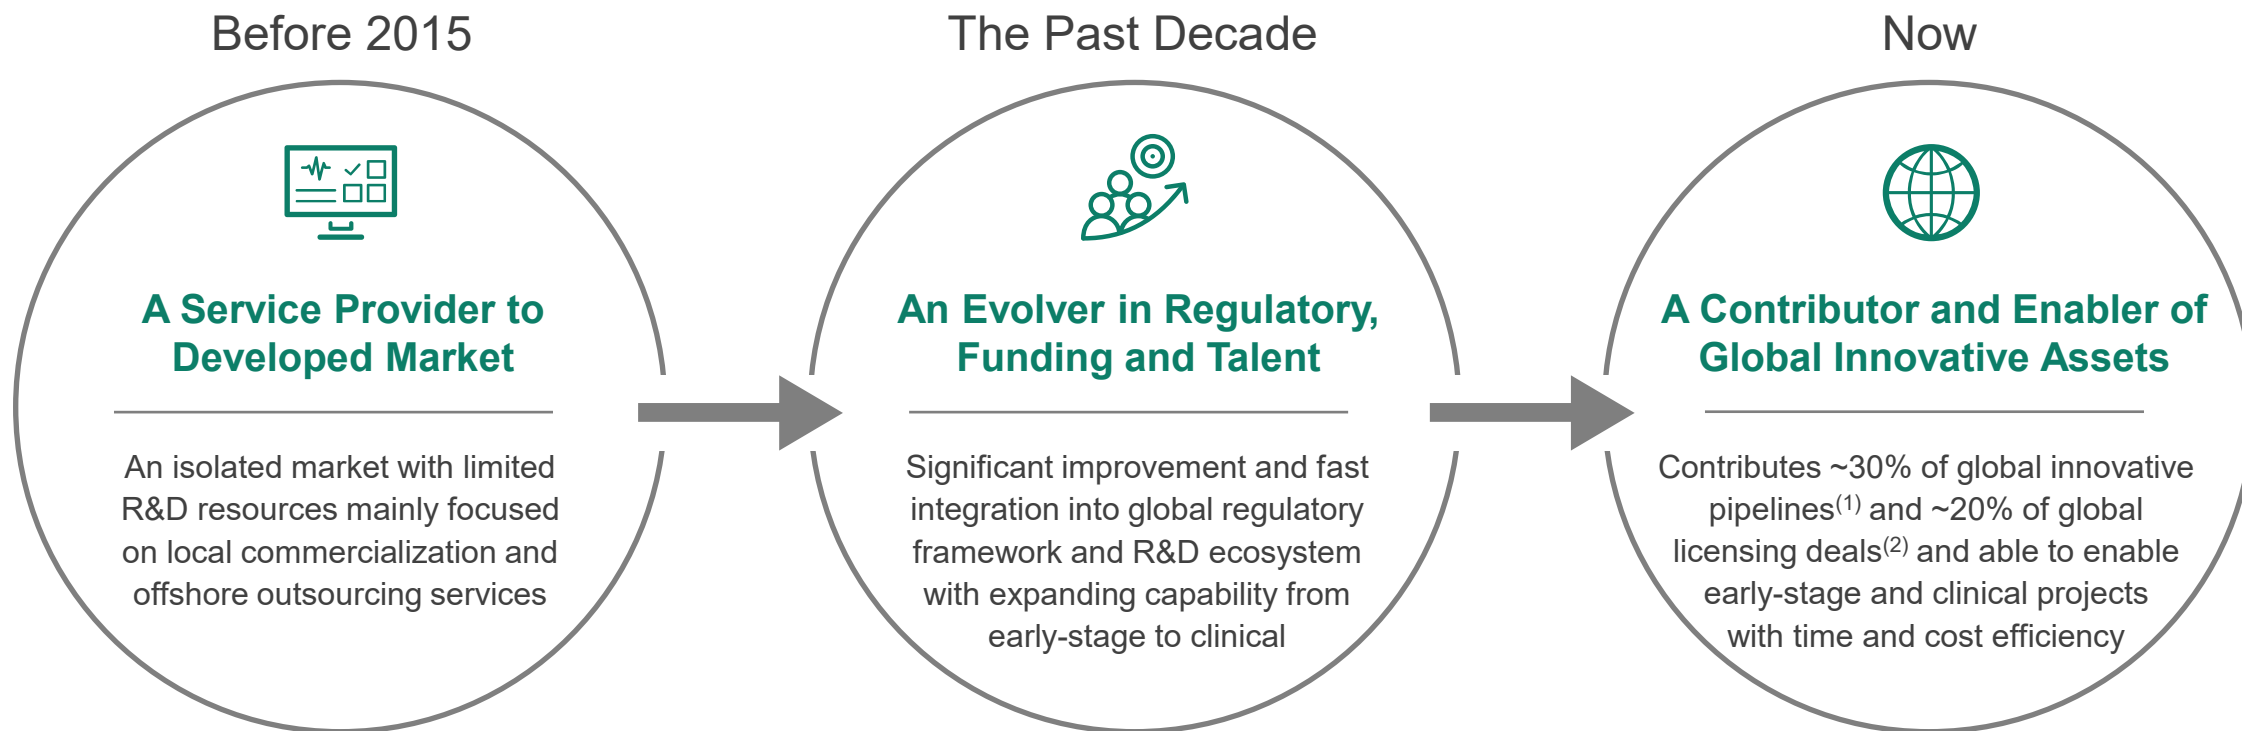 Before 2015
A Service Provider to
Developed Market
An isolated market with limited
R&D resources mainly focused
on local commercialization and
offshore outsourcing services
The Past Decade
An Evolver in Regulatory,
Funding and Talent
Significant improvement and fast
integration into global regulatory
framework and R&D ecosystem
with expanding capability from
early-stage to clinical
Now
A Contributor and Enabler of
Global Innovative Assets
Contributes ~30% of global innovative
pipelines(1) and ~20% of global
licensing deals(2) and able to enable
early-stage and clinical projects
with time and cost efficiency